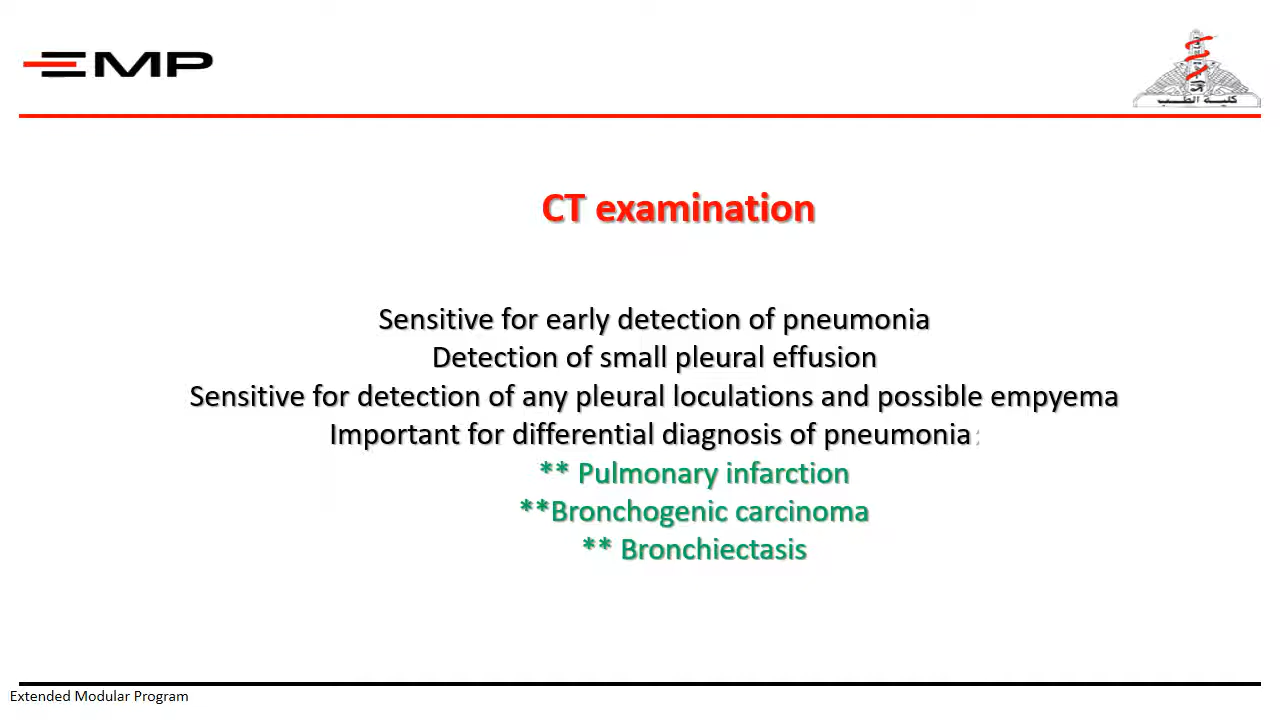 EMP
كلية الطب
CT examination
Sensitive for early detection of pneumonia
Detection of small pleural effusion
Sensitive for detection of any pleural loculations and possible empyema
Important for differential diagnosis of pneumonia:
** Pulmonary infarction
**Bronchogenic carcinoma
** Bronchiectasis
Extended Modular Program